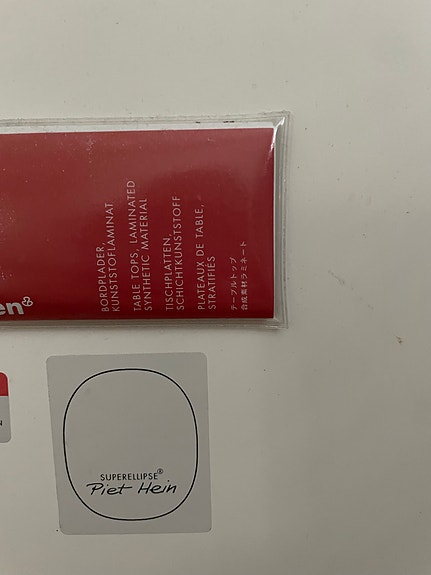 BORDPLADER,
KUNSTSTOFLAMINAT
TABLE TOPS, LAMINATED
SYNTHETIC MATERIAL
TISCHPLATTEN,
SCHICHTKUNSTSTOFF
PLATEAUX DE TABLE,
STRATIFIÉS
テーブルトップ
合成素材ラミネート
en
N
SUPERELLIPSE®
Piet Hein